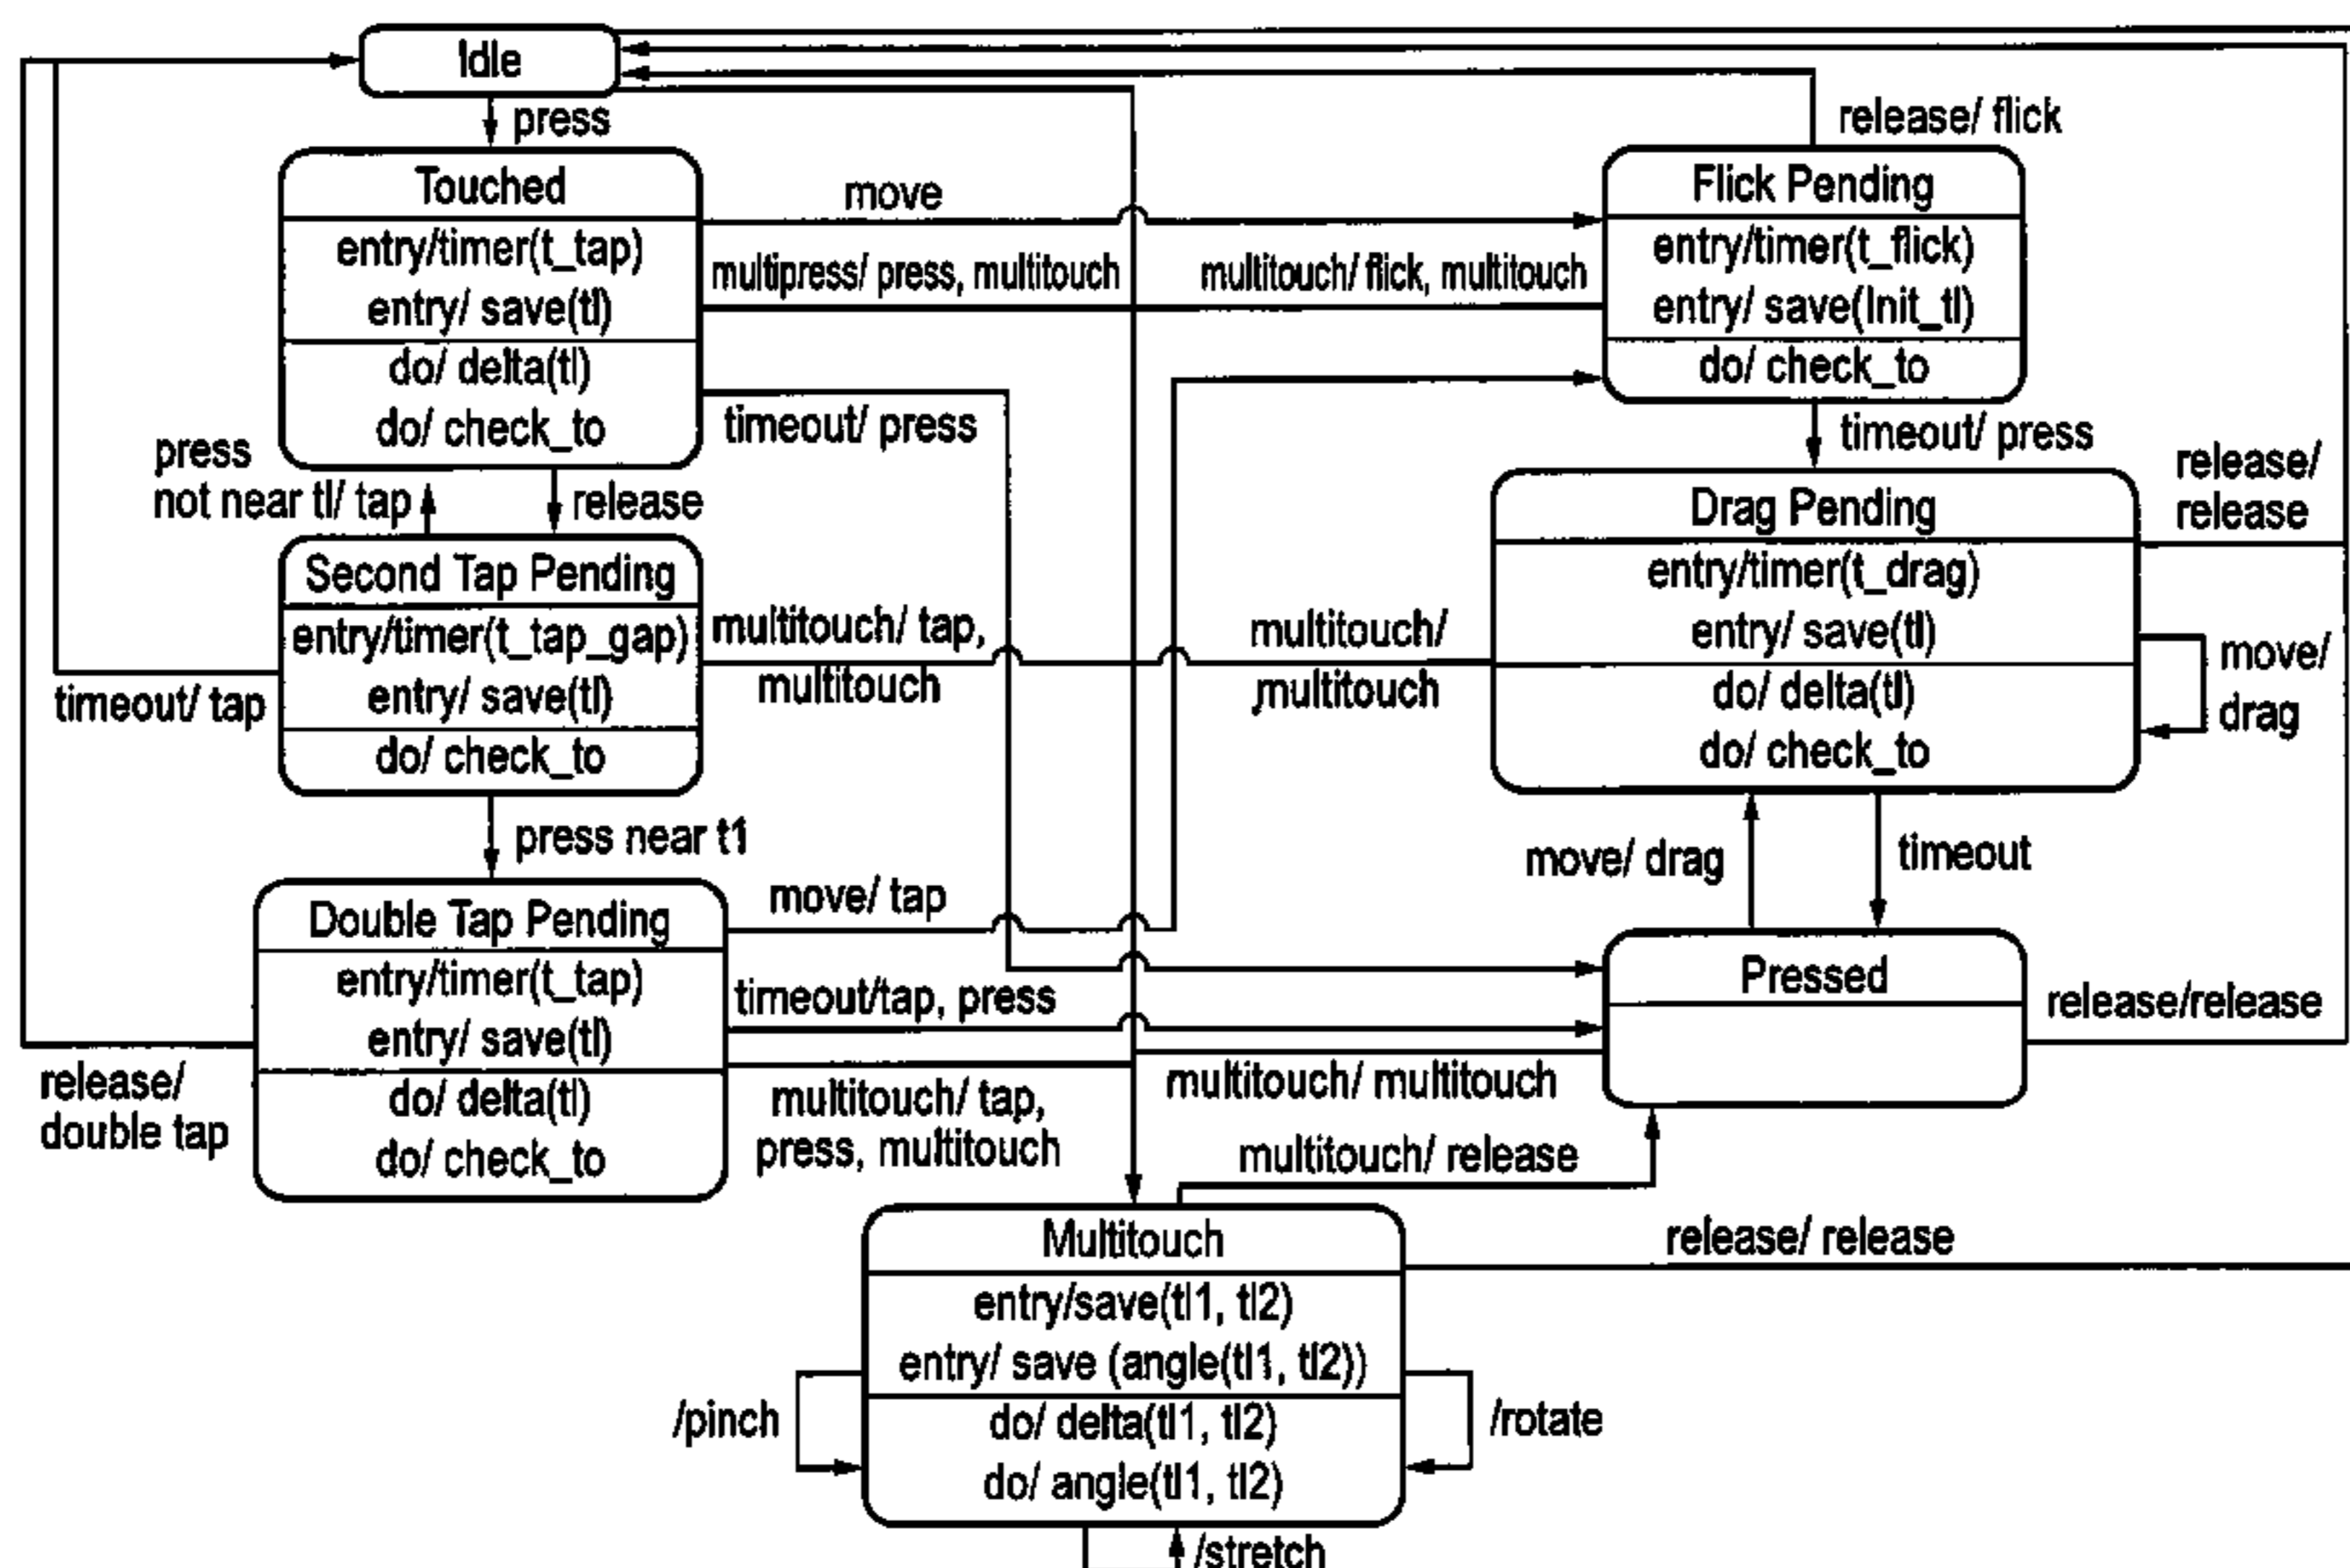 Idle
press
release/ flick
Touched
entry/timer(t_tap)
entry/ save(tl)
do/ delta(tl)
do/ check_to
move
multipress/ press, multitouch
multitouch/ flick, multitouch
timeout/ press
Flick Pending
entry/timer(t_flick)
entry/ save(Init_tl)
do/ check_to
timeout/ press
press
not near tl/ tap
release
release/
release
Second Tap Pending
entry/timer(t_tap_gap)
entry/ save(tl)
do/ check_to
timeout/ tap
multitouch/ tap,
multitouch
multitouch/
multitouch
Drag Pending
entry/timer(t_drag)
entry/ save(tl)
do/ delta(tl)
do/ check_to
move/
drag
press near t1
move/ drag
timeout
Double Tap Pending
entry/timer(t_tap)
entry/ save(tl)
do/ delta(tl)
do/ check_to
move/ tap
timeout/tap, press
multitouch/ tap,
press, multitouch
multitouch/ multitouch
Pressed
release/release
release/
double tap
multitouch/ release
release/ release
Multitouch
entry/save(tl1, tl2)
entry/ save (angle(tl1, tl2))
do/ delta(tl1, tl2)
do/ angle(tl1, tl2)
/pinch
/rotate
/stretch